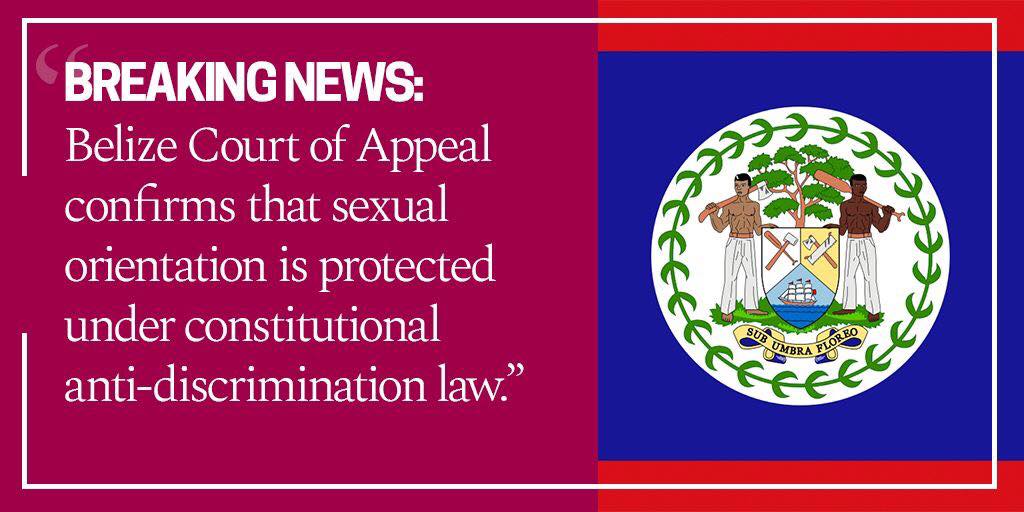 “BREAKING NEWS:
Belize Court of Appeal
confirms that sexual
orientation is protected
under constitutional
anti-discrimination law.”
SUB UMBRA FLOREO